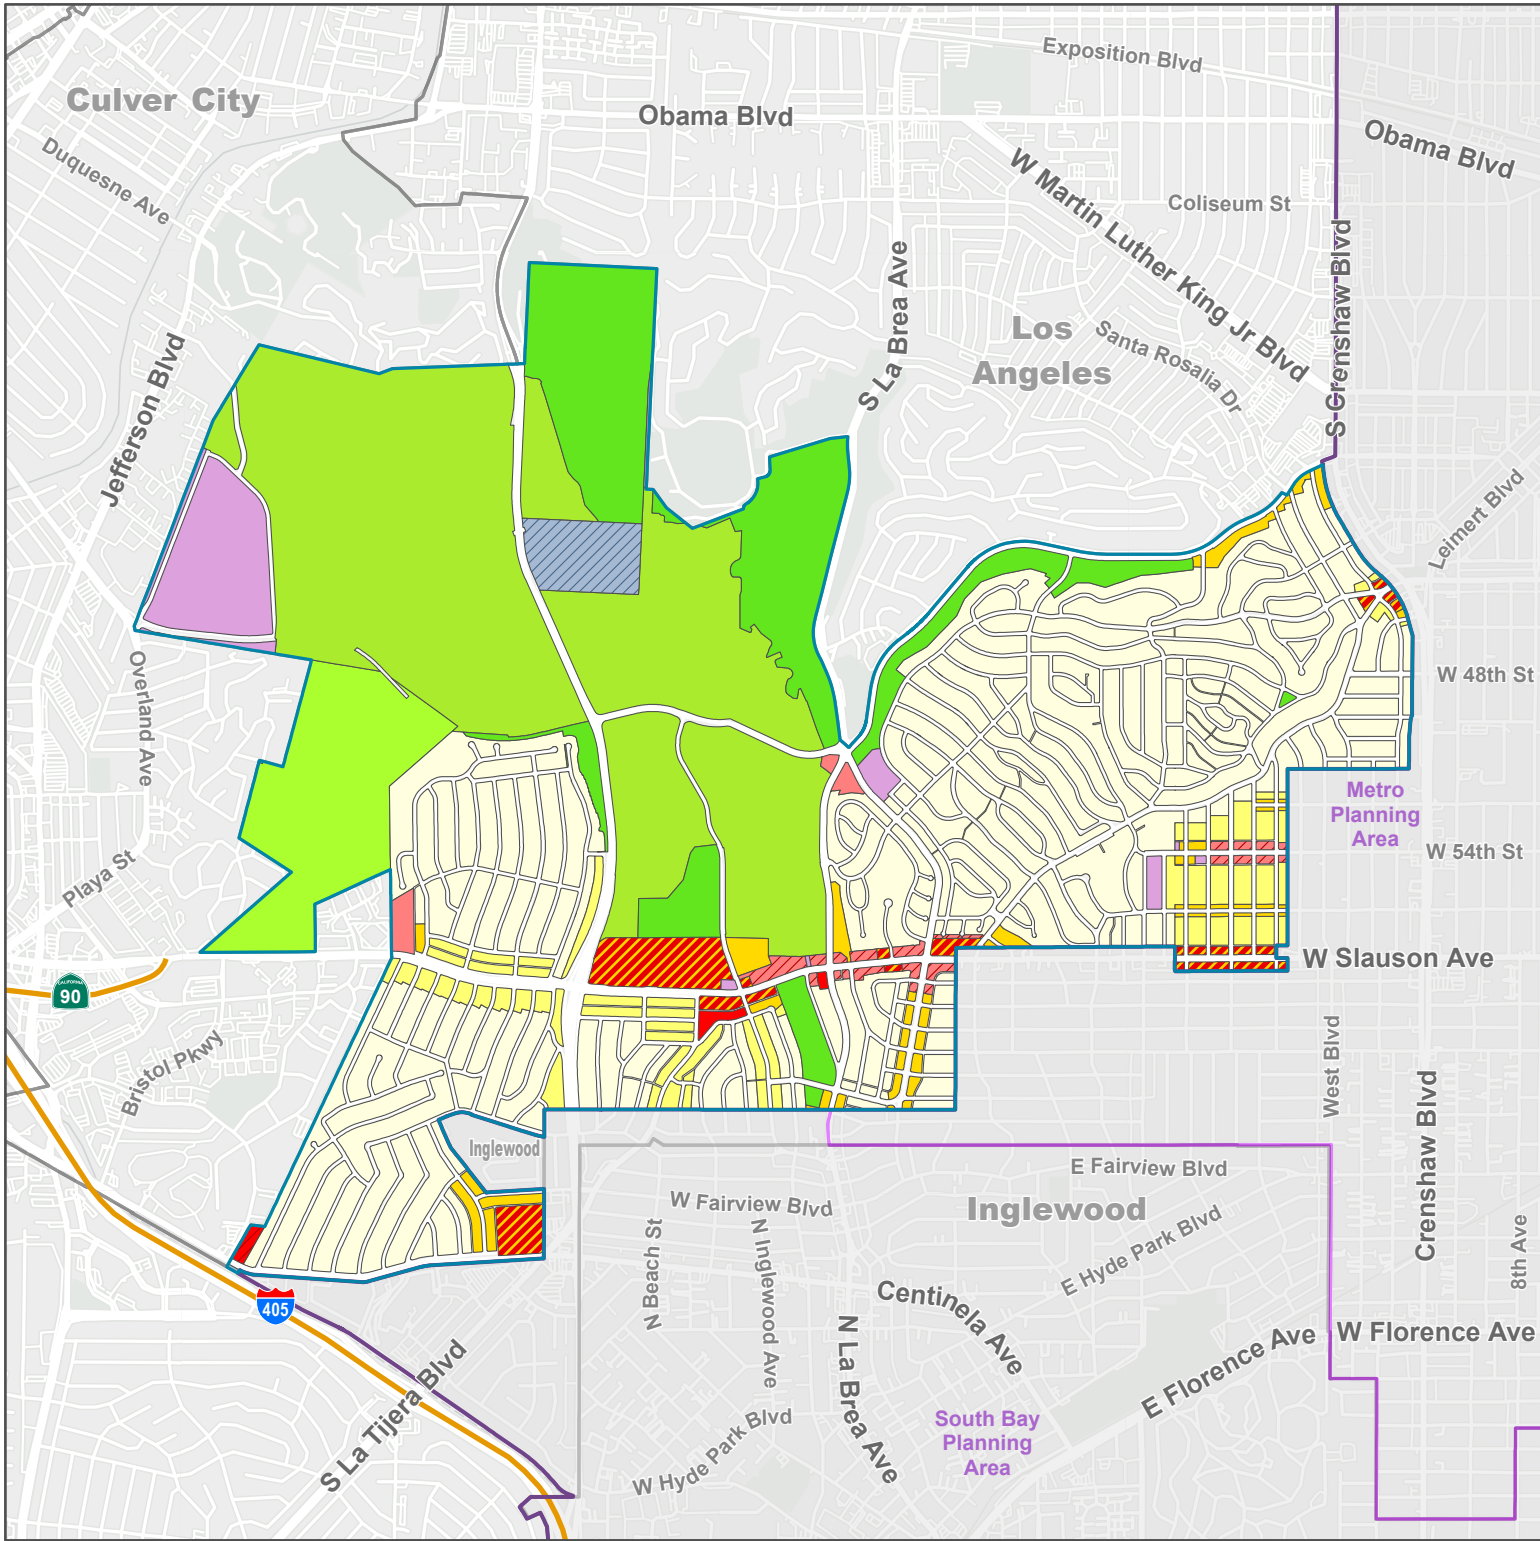 Exposition Blvd
Culver City
Obama Blvd
Obama Blvd
Duquesne Ave
W Martin Luther King Jr Blvd
Coliseum St
S Crenshaw Blvd
S La Brea Ave
Los
Angeles
Santa Rosalia Dr
Jefferson Blvd
Leimert Blvd
Overland Ave
W 48th St
Metro
Planning
Area
W 54th St
Playa St
W Slauson Ave
CALIFORNIA
90
Bristol Pkwy
West Blvd
Crenshaw Blvd
Inglewood
E Fairview Blvd
W Fairview Blvd
Inglewood
N Beach St
N Inglewood Ave
E Hyde Park Blvd
8th Ave
Centinela Ave
405
N La Brea Ave
E Florence Ave
W Florence Ave
S La Tijera Blvd
W Hyde Park Blvd
South Bay
Planning
Area